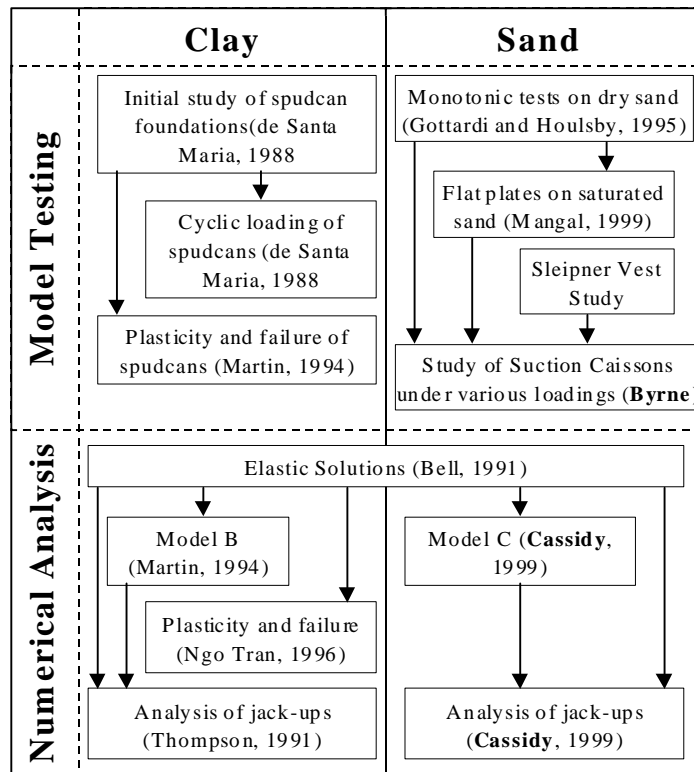 Clay
Sand
Model Testing
Initial study of spudcan
foundations(de Santa
Maria, 1988
Cyclic loading of
spudcans (de Santa
Maria, 1988
Plasticity and failure of
spudcans (Martin, 1994)
Monotonic tests on dry sand
(Gottardi and Houlsby, 1995)
Flat plates on saturated
sand (Mangal, 1999)
Sleipner Vest
Study
Study of Suction Caissons
under various loadings (Byrne)
Numerical Analysis
Elastic Solutions (Bell, 1991)
Model B
(Martin, 1994)
Plasticity and failure
(Ngo Tran, 1996)
Analysis of jack-ups
(Thompson, 1991)
Model C (Cassidy,
1999)
Analysis of jack-ups
(Cassidy, 1999)